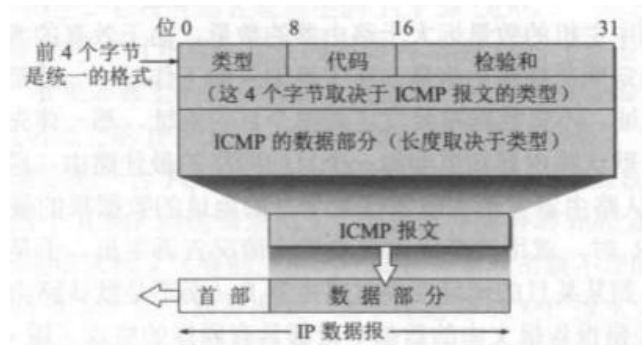 位 0 8 16 31
前 4 个字节
是统一的格式
类型 代码 检验和
(这 4 个字节取决于 ICMP 报文的类型)
ICMP 的数据部分(长度取决于类型)
ICMP 报文
首 部 数 据 部 分
IP 数据报